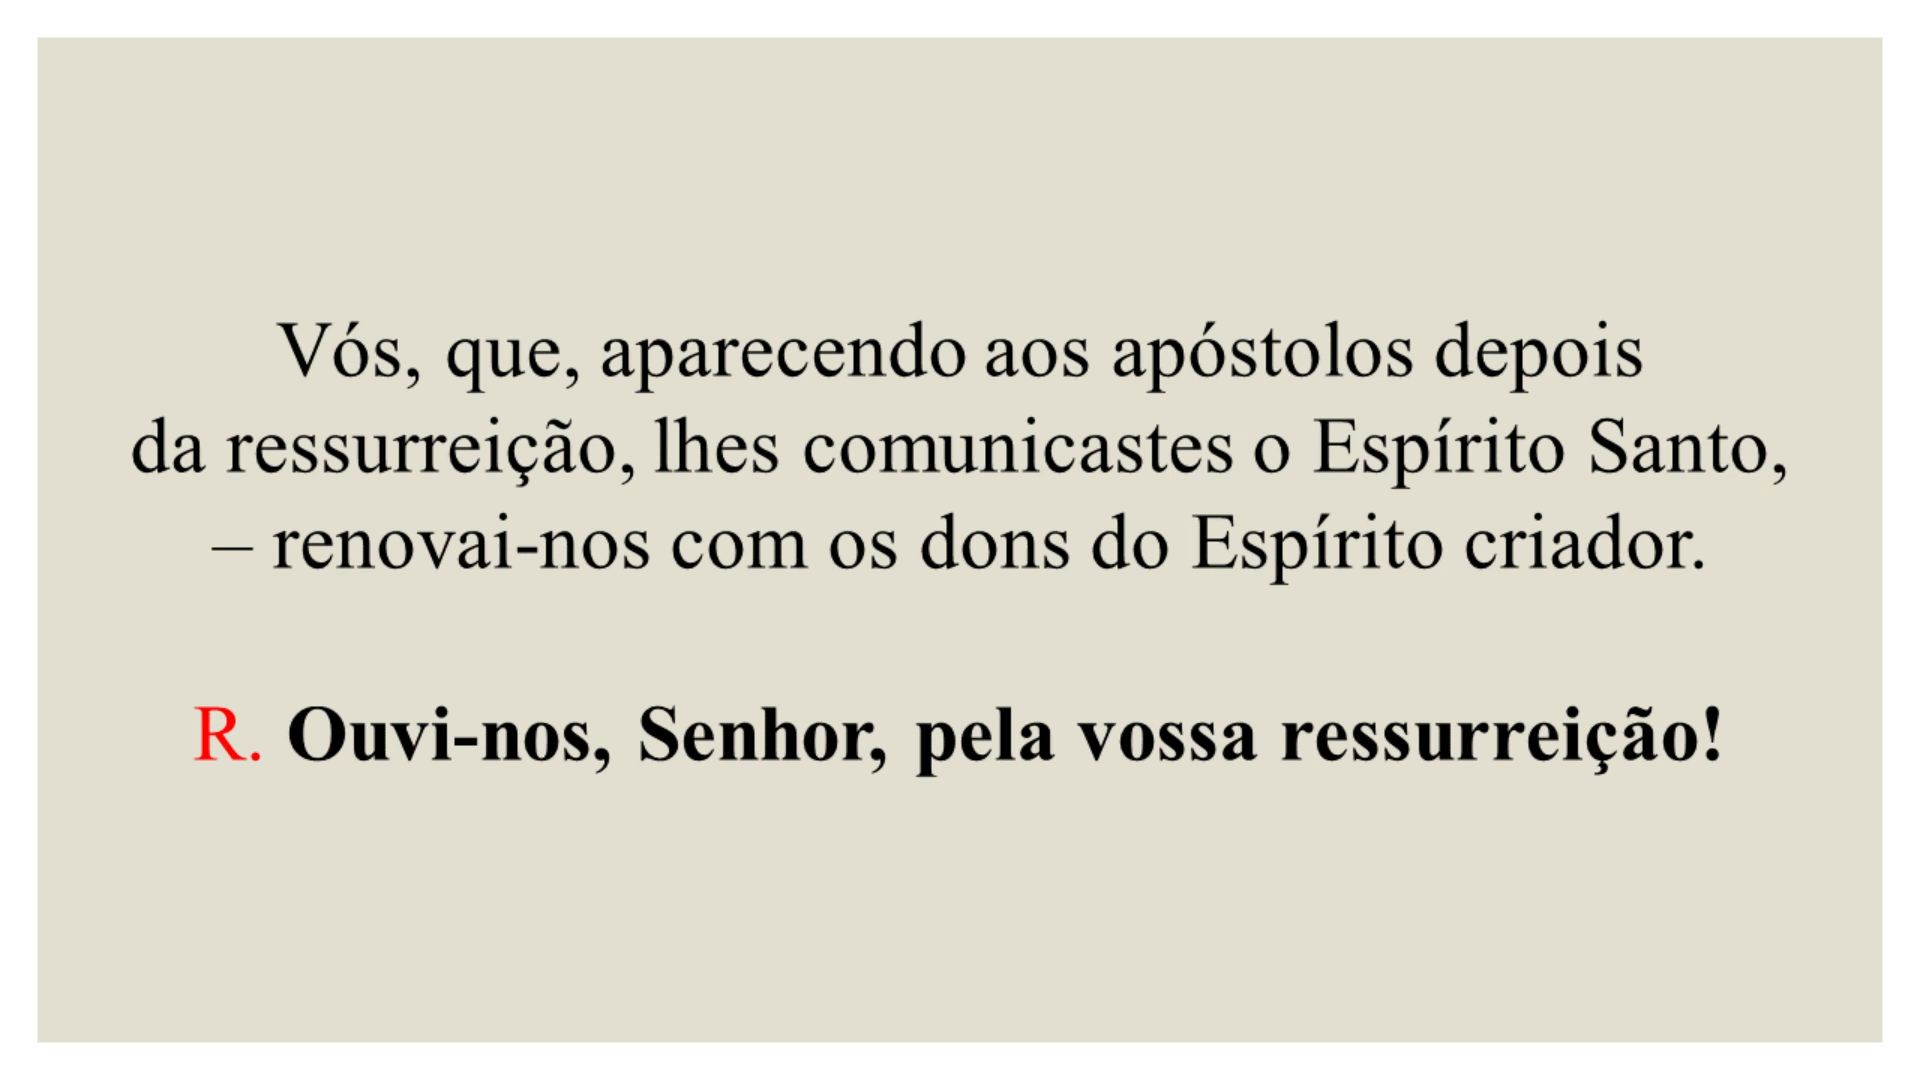 Vós, que, aparecendo aos apóstolos depois
da ressurreição, lhes comunicastes o Espírito Santo,
– renovai-nos com os dons do Espírito criador.
R. Ouvi-nos, Senhor, pela vossa ressurreição!